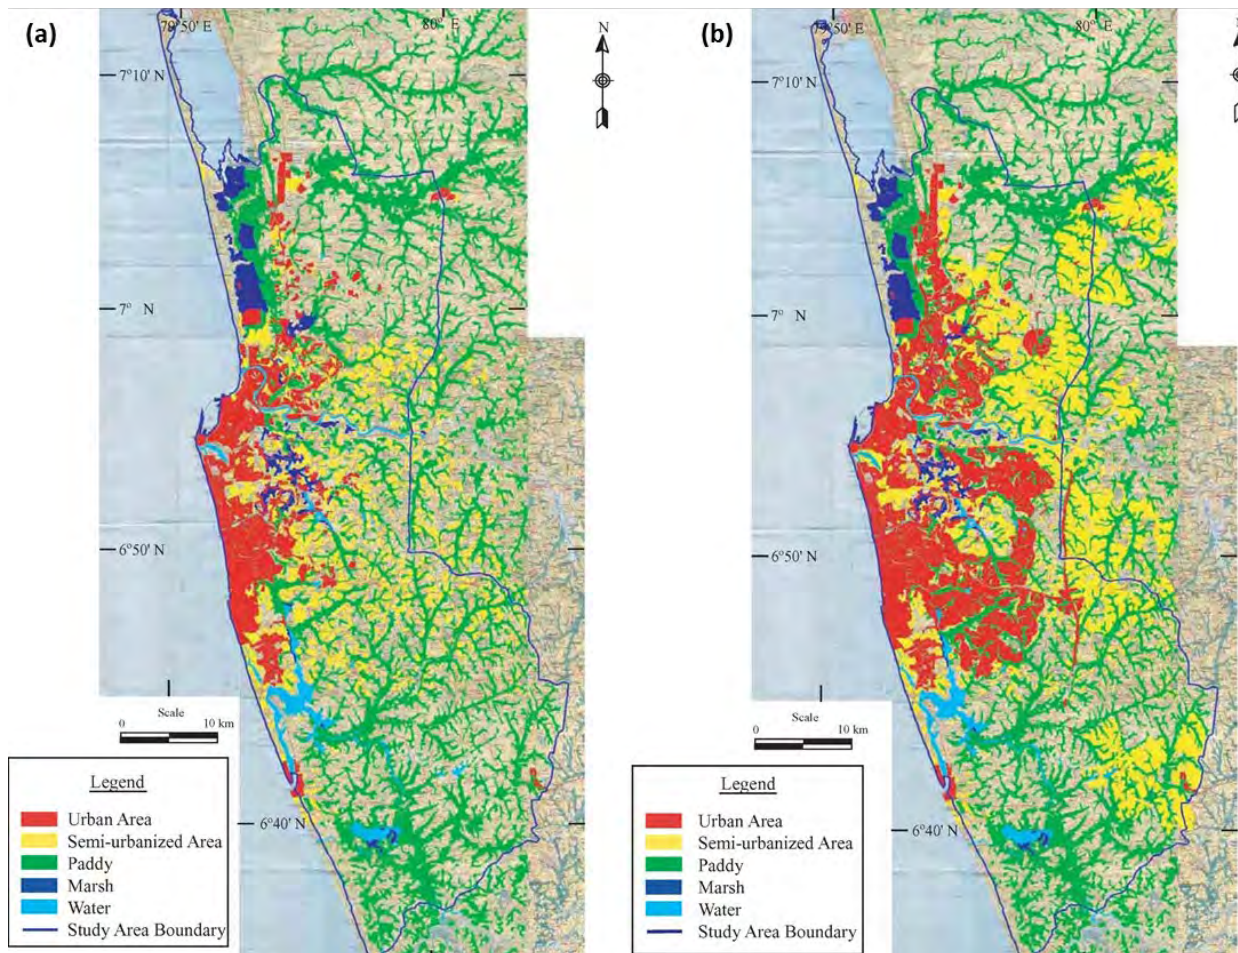 (a)
79°50' E
80° E
N
7°10' N
7° N
6°50' N
Scale
0 10 km
6°40' N
Legend
Urban Area
Semi-urbanized Area
Paddy
Marsh
Water
Study Area Boundary
(b)
79°50' E
80° E
N
7°10' N
7° N
6°50' N
Scale
0 10 km
6°40' N
Legend
Urban Area
Semi-urbanized Area
Paddy
Marsh
Water
Study Area Boundary